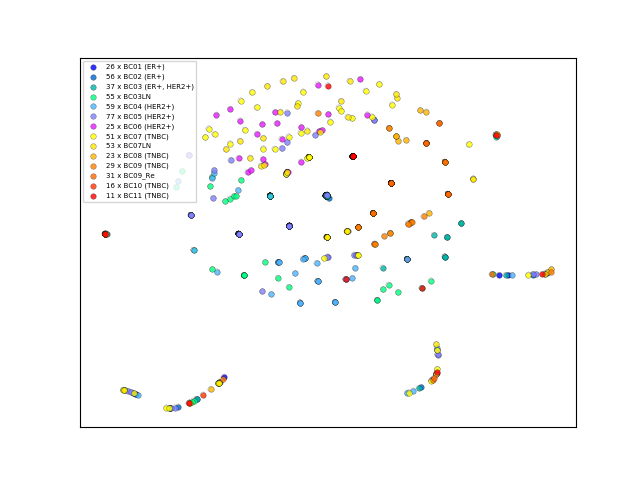 26 x BC01 (ER+)
56 x BC02 (ER+)
37 x BC03 (ER+, HER2+)
55 x BC03LN
59 x BC04 (HER2+)
77 x BC05 (HER2+)
25 x BC06 (HER2+)
51 x BC07 (TNBC)
53 x BC07LN
23 x BC08 (TNBC)
29 x BC09 (TNBC)
31 x BC09_Re
16 x BC10 (TNBC)
11 x BC11 (TNBC)